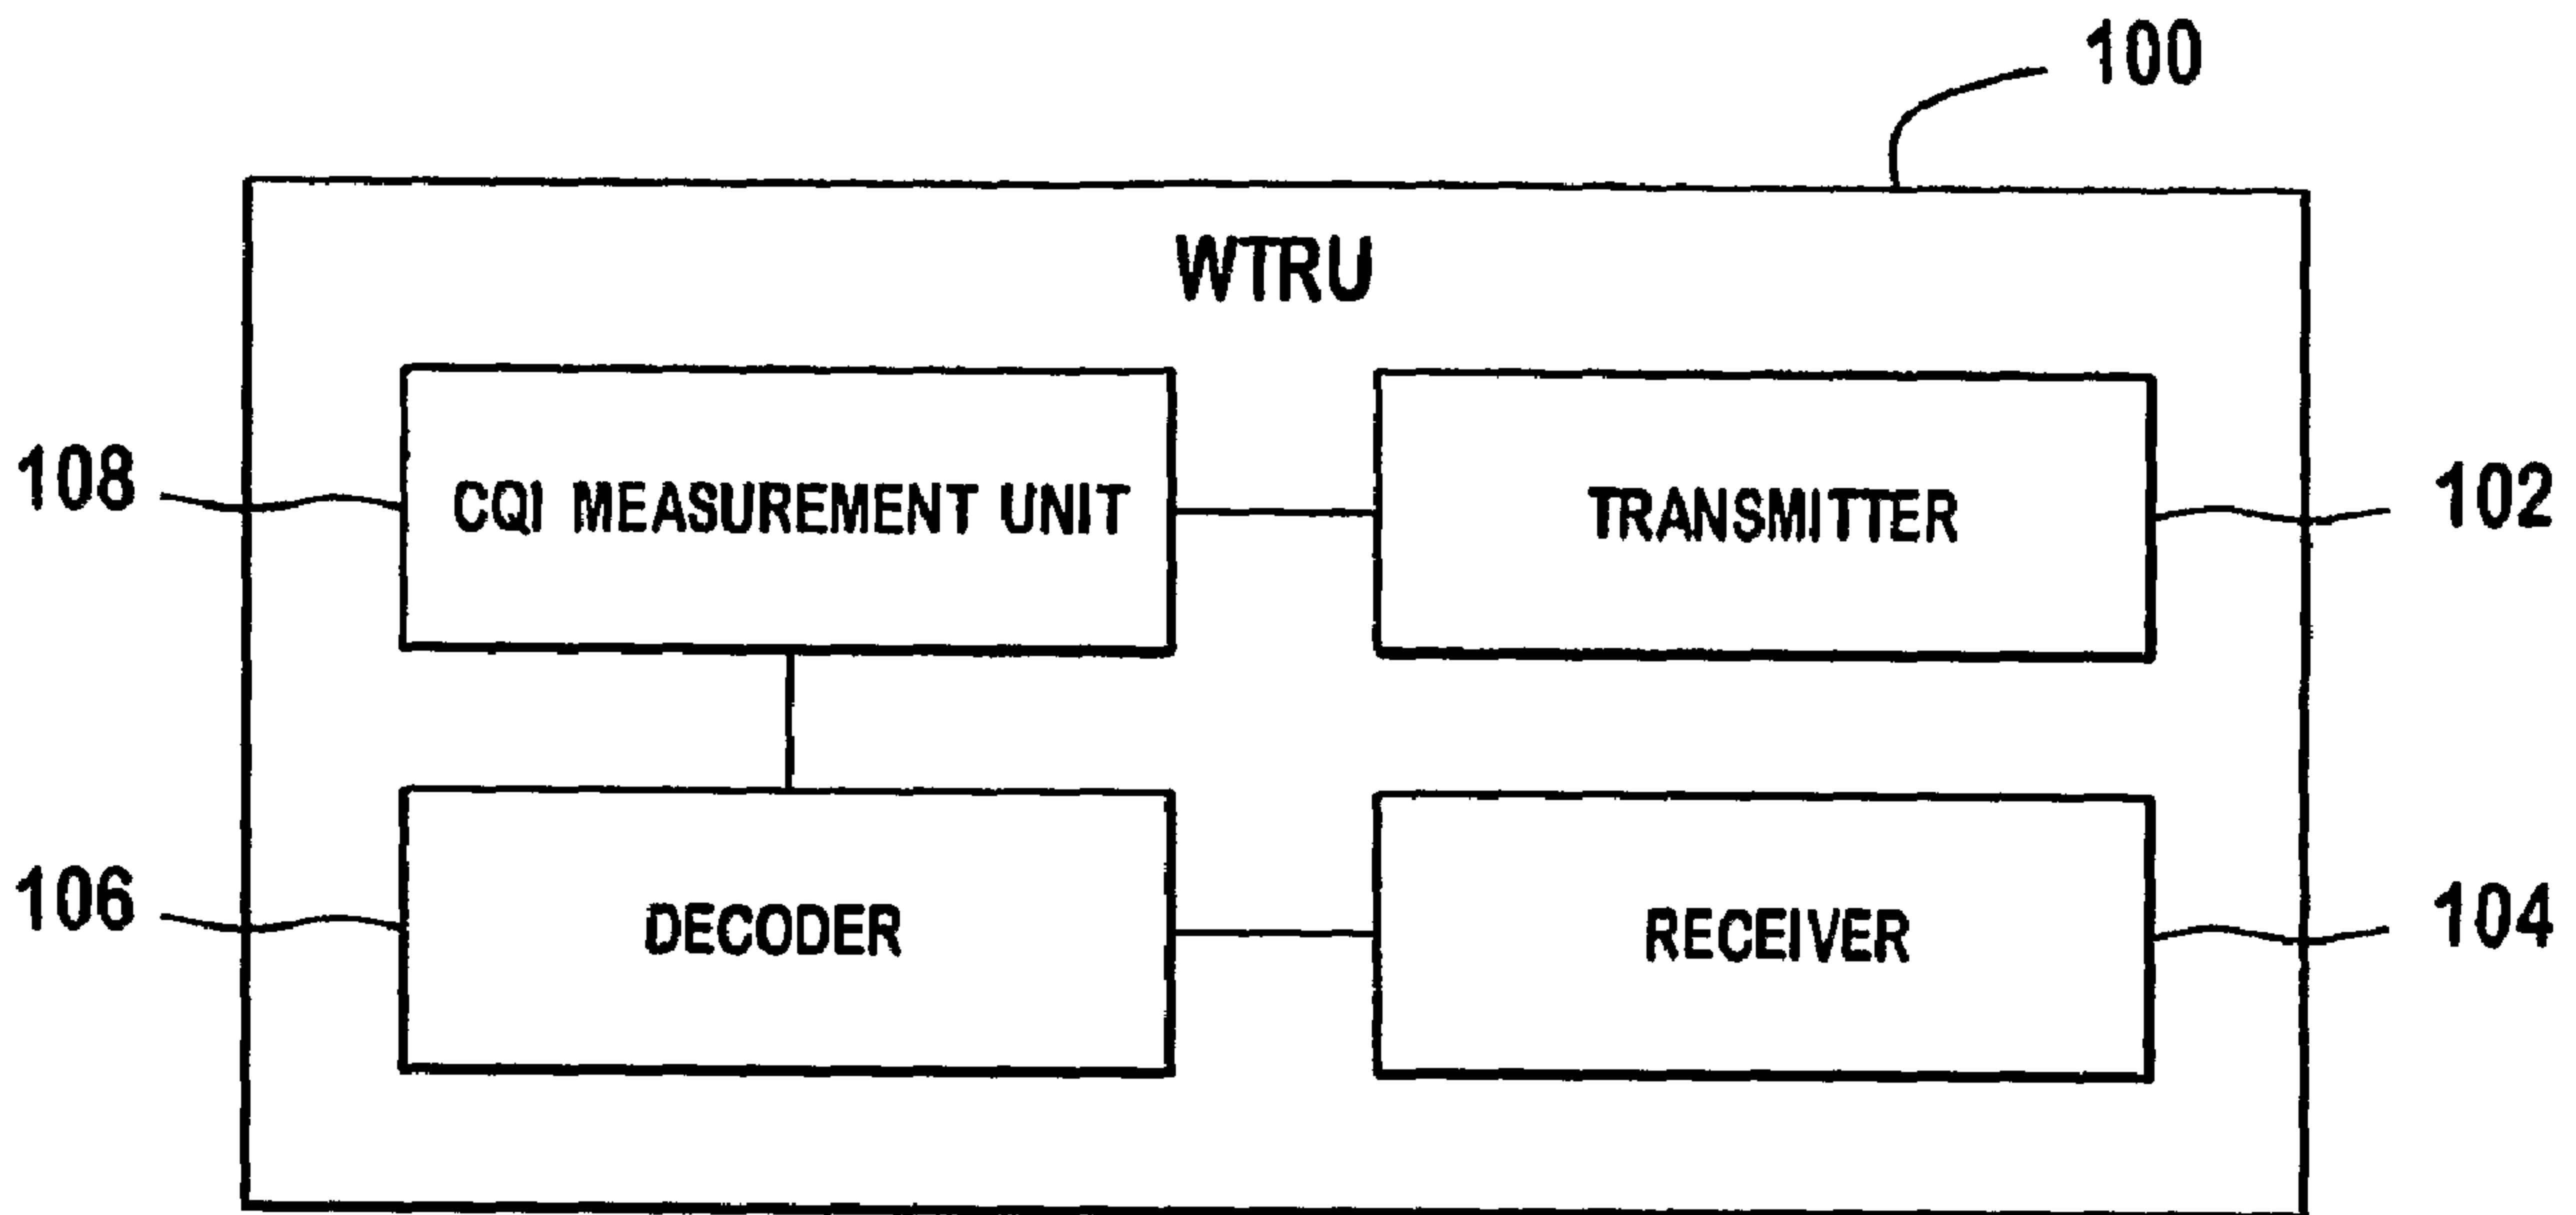 100
WTRU
108
CQI MEASUREMENT UNIT
TRANSMITTER
102
106
DECODER
RECEIVER
104